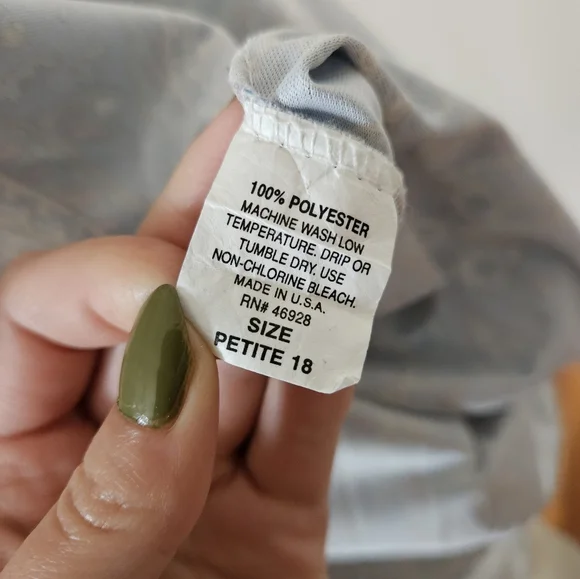 100% POLYESTER
MACHINE WASH LOW
TEMPERATURE. DRIP OR
TUMBLE DRY. USE
NON-CHLORINE BLEACH.
MADE IN U.S.A.
RN# 46928
SIZE
PETITE 18